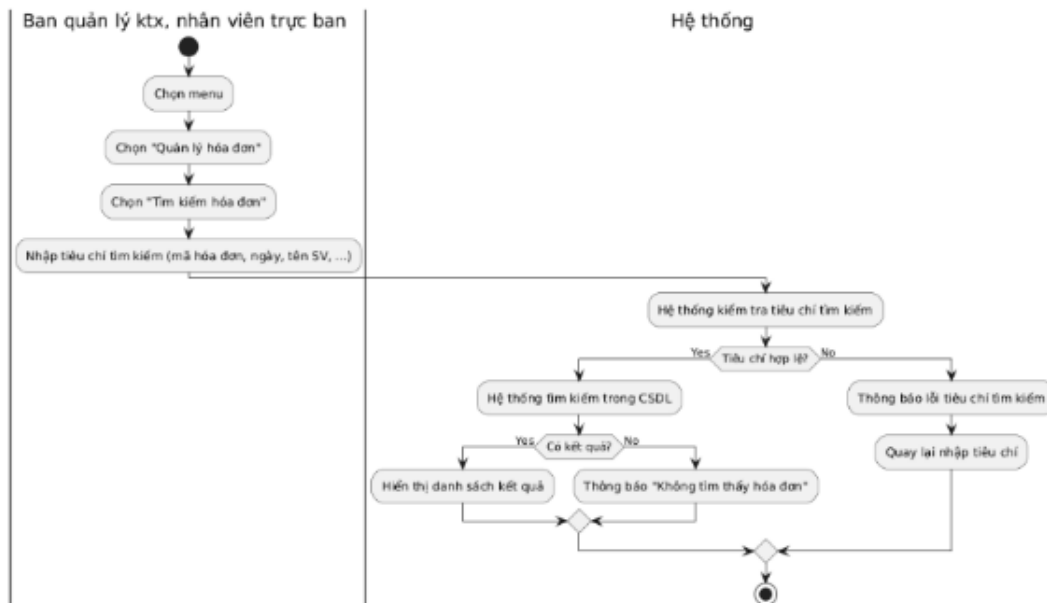 Ban quản lý ktx, nhân viên trực ban
Hệ thống
Chọn menu
Chọn "Quản lý hóa đơn"
Chọn "Tìm kiếm hóa đơn"
Nhập tiêu chí tìm kiếm (mã hóa đơn, ngày, tên SV, ...)
Hệ thống kiểm tra tiêu chí tìm kiếm
Yes
Tiêu chí hợp lệ?
No
Hệ thống tìm kiếm trong CSDL
Thông báo lỗi tiêu chí tìm kiếm
Yes
Có kết quả?
No
Quay lại nhập tiêu chí
Hiển thị danh sách kết quả
Thông báo "Không tìm thấy hóa đơn"